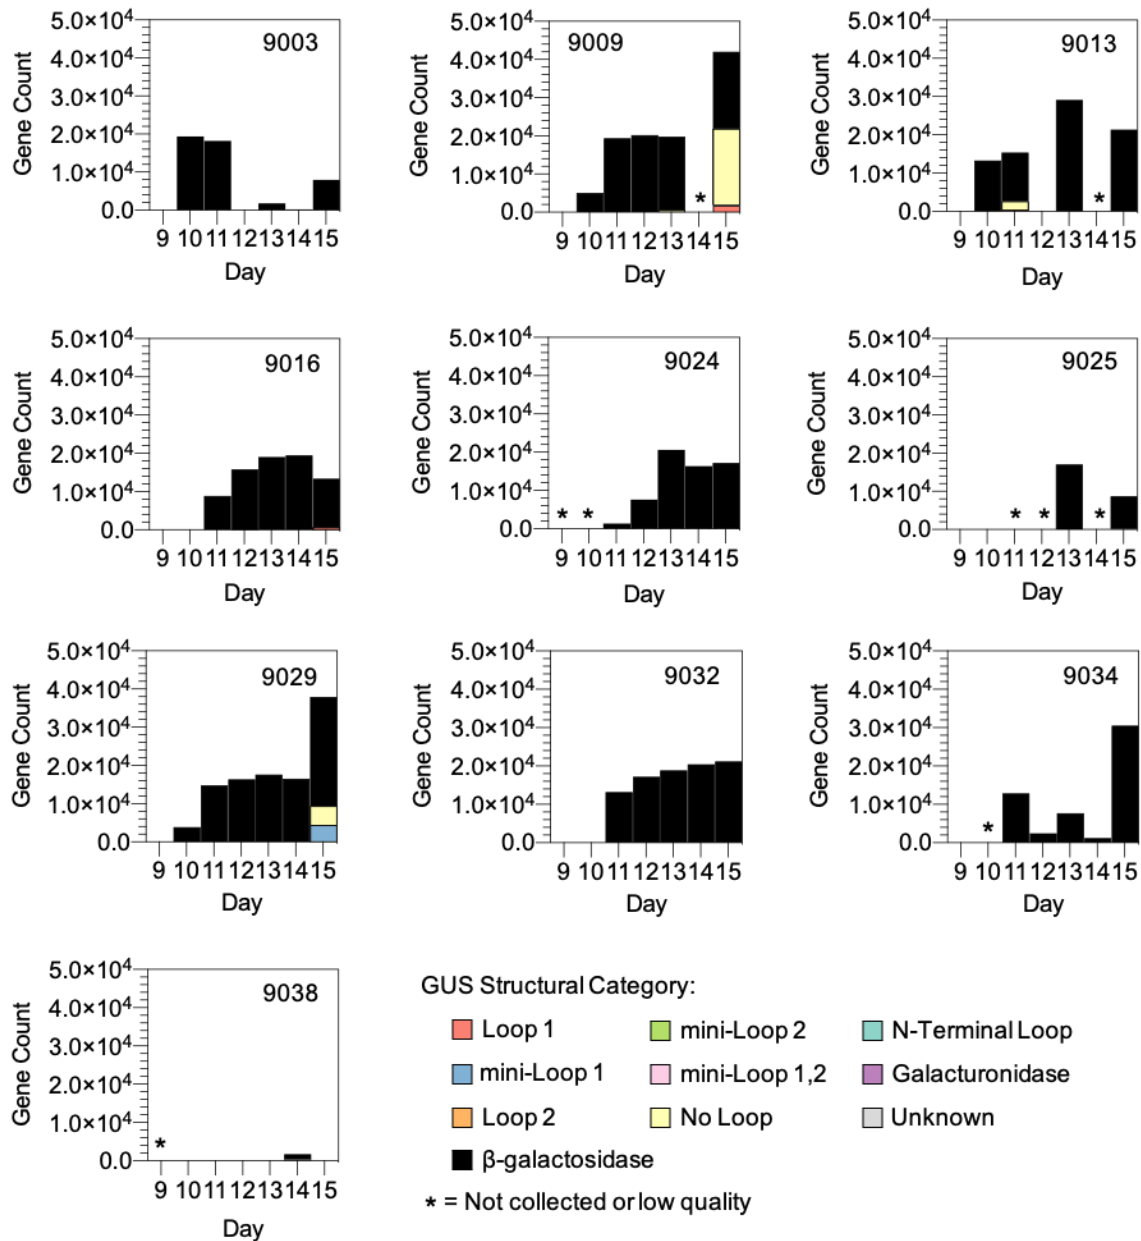 9003
Gene Count
5.0×10⁴
4.0×10⁴
3.0×10⁴
2.0×10⁴
1.0×10⁴
0.0
9 10 11 12 13 14 15
Day
9009
Gene Count
5.0×10⁴
4.0×10⁴
3.0×10⁴
2.0×10⁴
1.0×10⁴
0.0
*
9 10 11 12 13 14 15
Day
9013
Gene Count
5.0×10⁴
4.0×10⁴
3.0×10⁴
2.0×10⁴
1.0×10⁴
0.0
*
9 10 11 12 13 14 15
Day
9016
Gene Count
5.0×10⁴
4.0×10⁴
3.0×10⁴
2.0×10⁴
1.0×10⁴
0.0
9 10 11 12 13 14 15
Day
9024
Gene Count
5.0×10⁴
4.0×10⁴
3.0×10⁴
2.0×10⁴
1.0×10⁴
0.0
* *
9 10 11 12 13 14 15
Day
9025
Gene Count
5.0×10⁴
4.0×10⁴
3.0×10⁴
2.0×10⁴
1.0×10⁴
0.0
* * *
9 10 11 12 13 14 15
Day
9029
Gene Count
5.0×10⁴
4.0×10⁴
3.0×10⁴
2.0×10⁴
1.0×10⁴
0.0
9 10 11 12 13 14 15
Day
9032
Gene Count
5.0×10⁴
4.0×10⁴
3.0×10⁴
2.0×10⁴
1.0×10⁴
0.0
9 10 11 12 13 14 15
Day
9034
Gene Count
5.0×10⁴
4.0×10⁴
3.0×10⁴
2.0×10⁴
1.0×10⁴
0.0
*
9 10 11 12 13 14 15
Day
9038
Gene Count
5.0×10⁴
4.0×10⁴
3.0×10⁴
2.0×10⁴
1.0×10⁴
0.0
*
9 10 11 12 13 14 15
Day
GUS Structural Category:
Loop 1
mini-Loop 2
N-Terminal Loop
mini-Loop 1
mini-Loop 1,2
Galacturonidase
Loop 2
No Loop
Unknown
β-galactosidase
* = Not collected or low quality